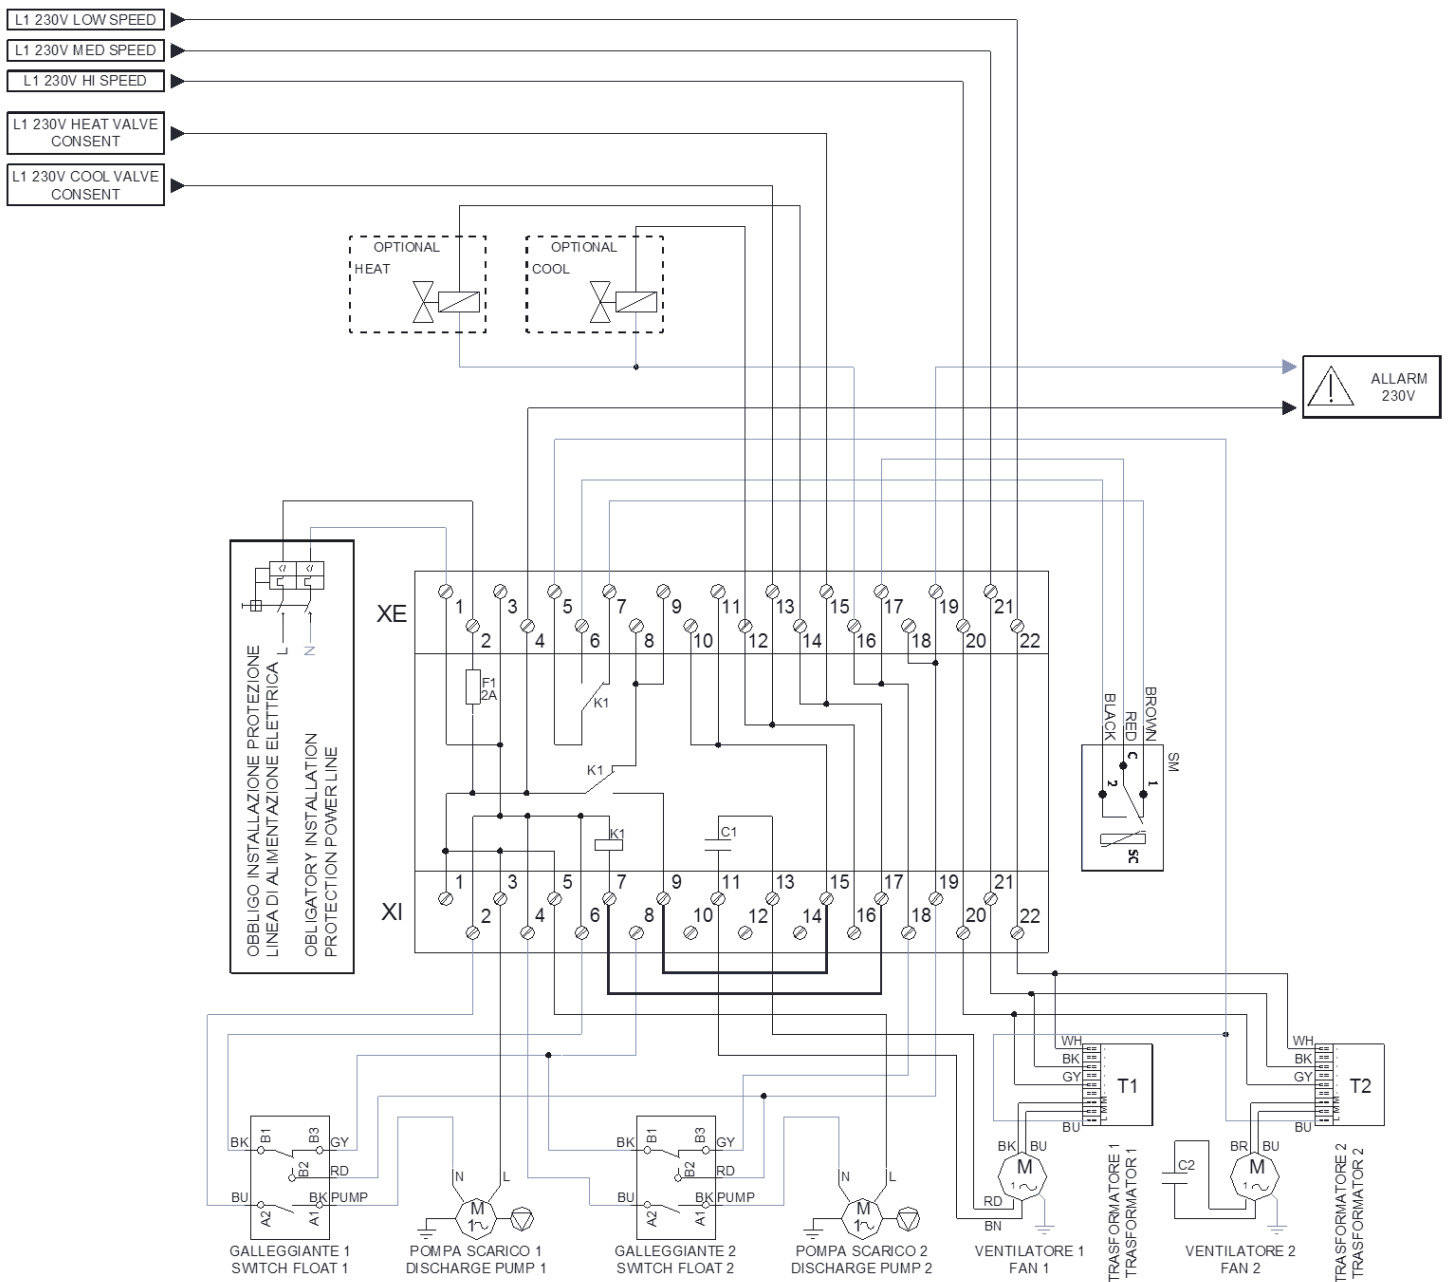 L1 230V LOW SPEED
L1 230V MED SPEED
L1 230V HI SPEED
L1 230V HEAT VALVE
CONSENT
L1 230V COOL VALVE
CONSENT
OPTIONAL
HEAT
OPTIONAL
COOL
ALLARM
230V
L
N
OBBLIGO INSTALLAZIONE PROTEZIONE
LINEA DI ALIMENTAZIONE ELETTRICA
OBLIGATORY INSTALLATION
PROTECTION POWER LINE
XE
1 3 5 7 9 11 13 15 17 19 21
2 4 6 8 10 12 14 16 18 20 22
F1
2A
K1
K1
K1
C1
BLACK
RED
BROWN
SM
C
2
1
SC
XI
1 3 5 7 9 11 13 15 17 19 21
2 4 6 8 10 12 14 16 18 20 22
WH
BK
GY
BU
T1
L M M
WH
BK
GY
BU
T2
L M M
BK B1 B3 GY
B2 RD
BU A2 BK A1 PUMP
GALLEGGIANTE 1
SWITCH FLOAT 1
N L
M
1~
POMPA SCARICO 1
DISCHARGE PUMP 1
BK B1 B3 GY
B2 RD
BU A2 BK A1 PUMP
GALLEGGIANTE 2
SWITCH FLOAT 2
N L
M
1~
POMPA SCARICO 2
DISCHARGE PUMP 2
BK BU
M
1~
RD
BN
VENTILATORE 1
FAN 1
TRASFORMATORE 1
TRASFORMATOR 1
C2
BR BU
M
1~
VENTILATORE 2
FAN 2
TRASFORMATORE 2
TRASFORMATOR 2